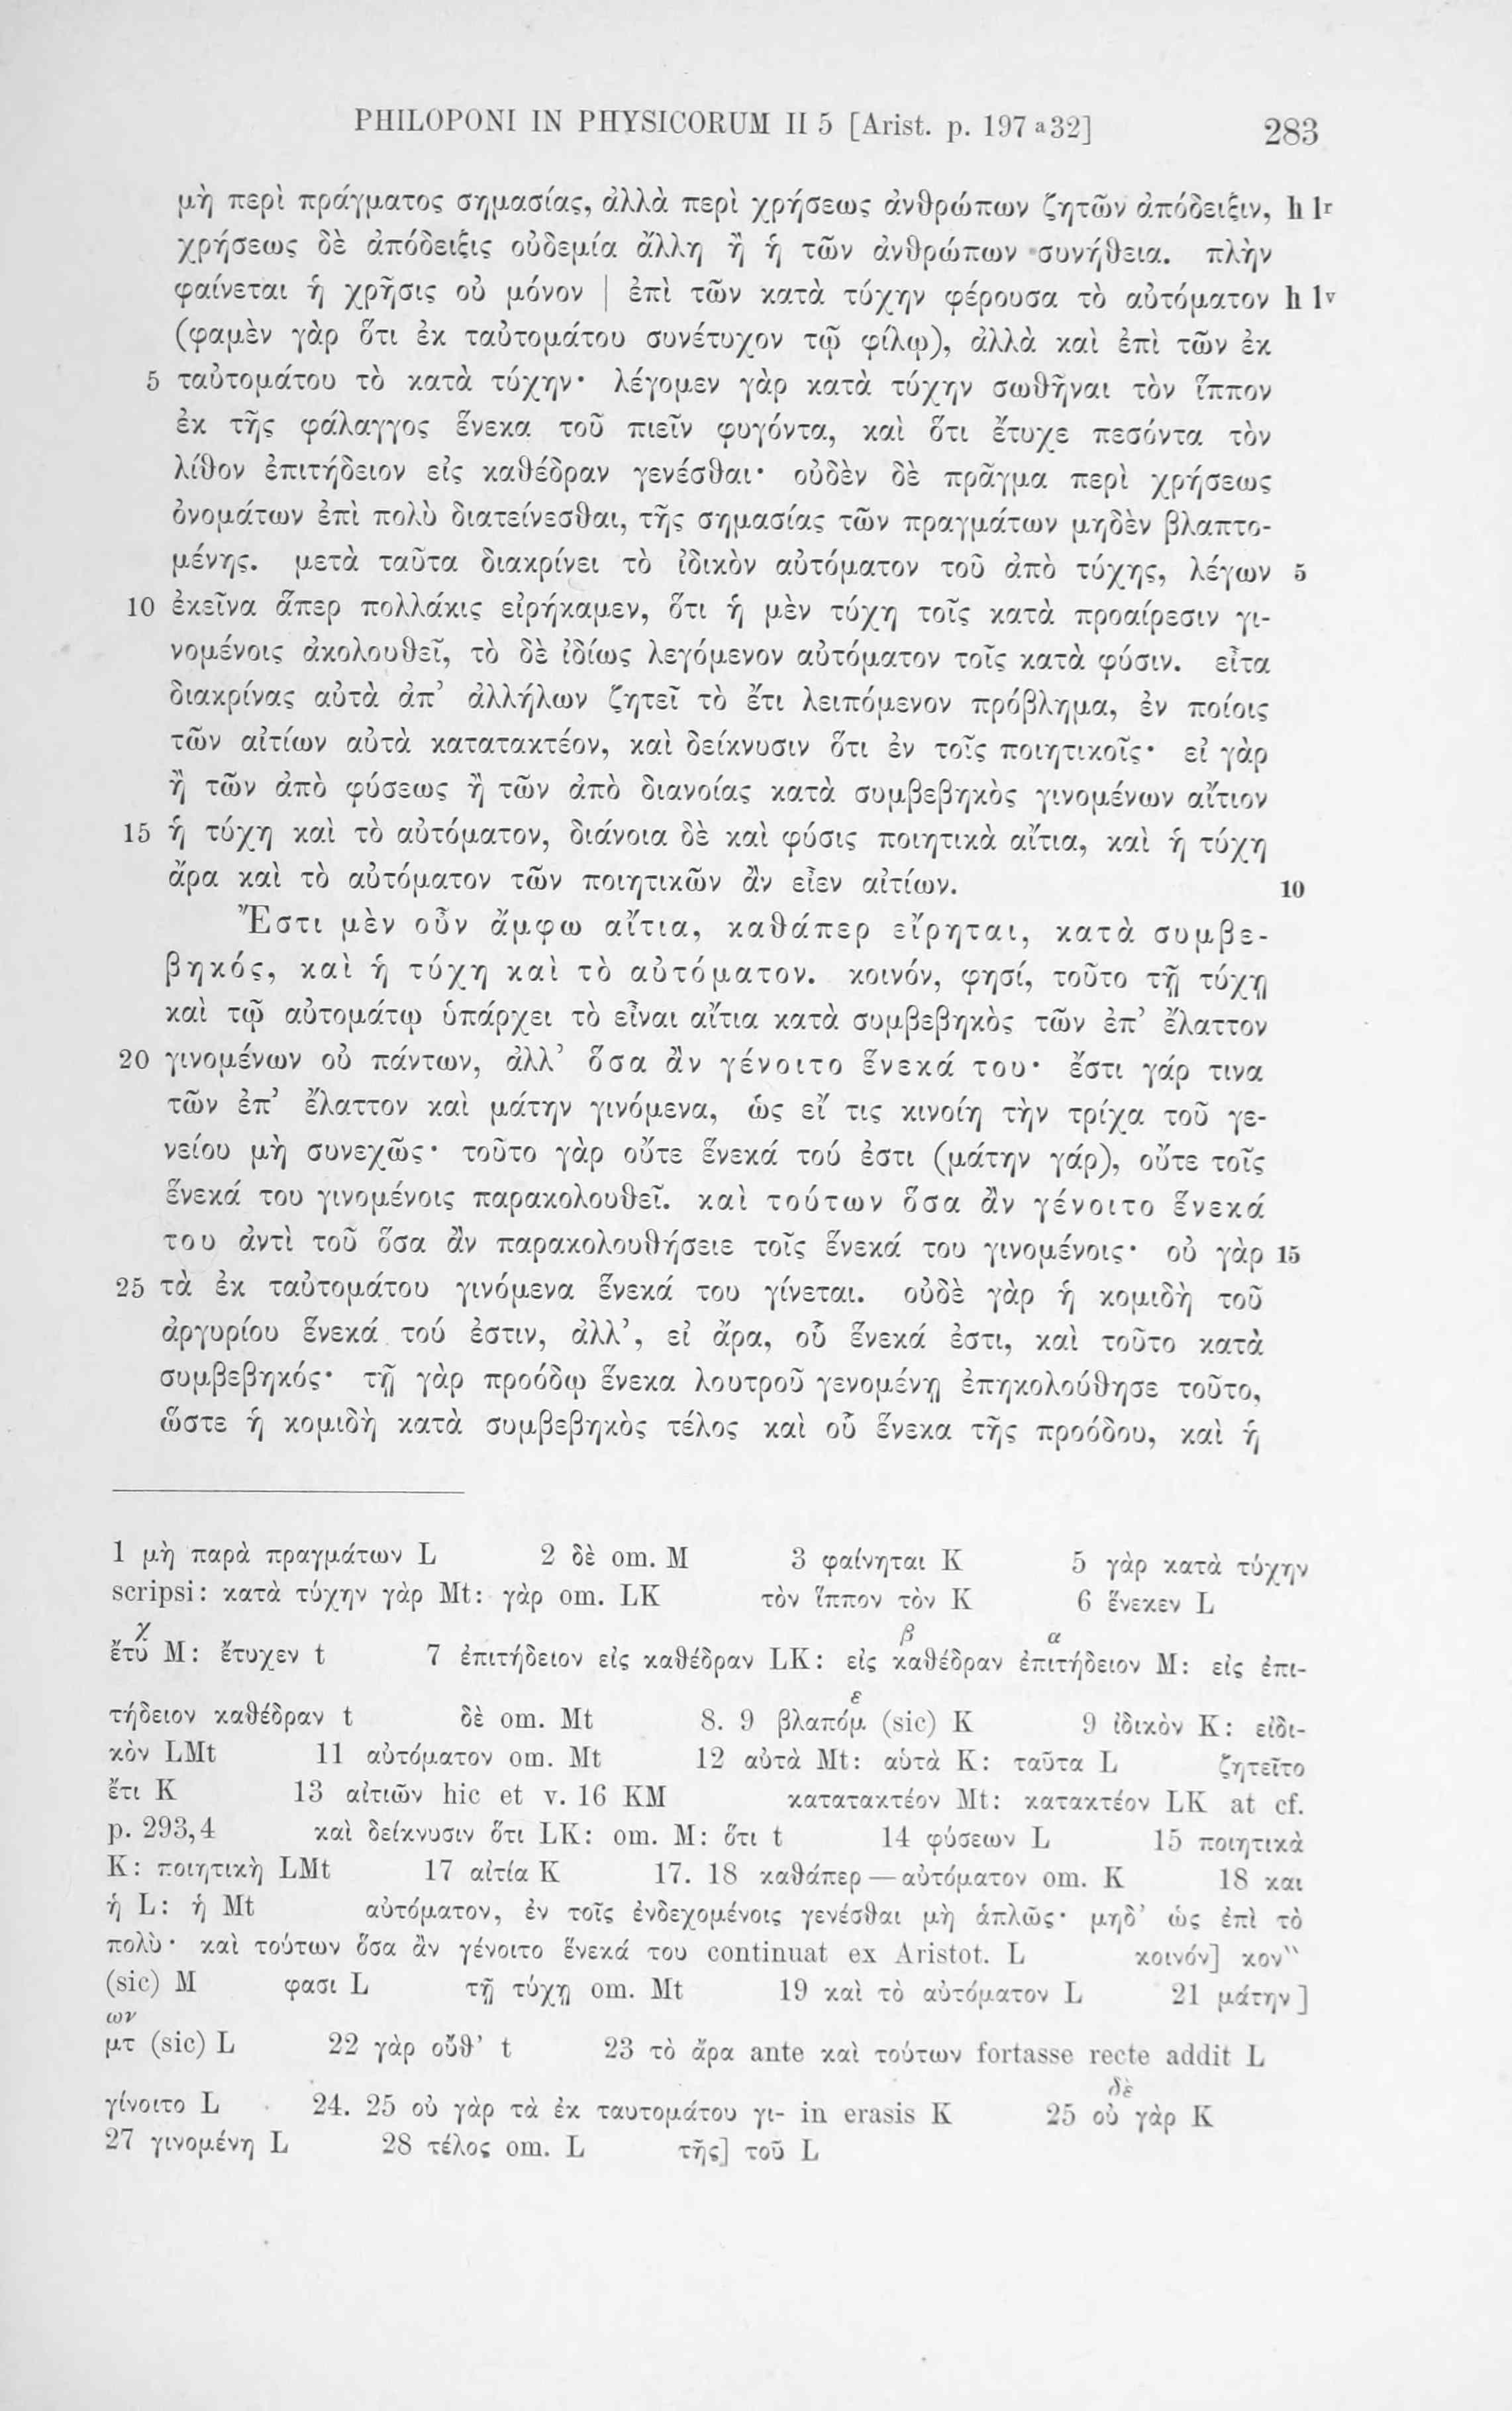 PHILOPONI IN PHYSICORUM II 5 [Arist. p. 197 a 32] 283
μὴ περὶ πράγματος σημασίας, ἀλλὰ περὶ χρήσεως ἀνθρώπων ζητῶν ἀπόδειξιν, h 1r
χρήσεως δὲ ἀπόδειξις οὐδεμία ἄλλη ἢ ἡ τῶν ἀνθρώπων συνήθεια. πλὴν
φαίνεται ἡ χρῆσις οὐ μόνον | ἐπὶ τῶν κατὰ τύχην φέρουσα τὸ αὐτόματον h 1v
(φαμὲν γὰρ ὅτι ἐκ ταὐτομάτου συνέτυχον τῷ φίλῳ), ἀλλὰ καὶ ἐπὶ τῶν ἐκ
5 ταὐτομάτου τὸ κατὰ τύχην· λέγομεν γὰρ κατὰ τύχην σωθῆναι τὸν ἵππον
ἐκ τῆς φάλαγγος ἕνεκα τοῦ πιεῖν φυγόντα, καὶ ὅτι ἔτυχε πεσόντα τὸν
λίθον ἐπιτήδειον εἰς καθέδραν γενέσθαι· οὐδὲν δὲ πρᾶγμα περὶ χρήσεως
ὀνομάτων ἐπὶ πολὺ διατείνεσθαι, τῆς σημασίας τῶν πραγμάτων μηδὲν βλαπτο-
μένης. μετὰ ταῦτα διακρίνει τὸ ἰδικὸν αὐτόματον τοῦ ἀπὸ τύχης, λέγων 5
10 ἐκεῖνα ἅπερ πολλάκις εἰρήκαμεν, ὅτι ἡ μὲν τύχη τοῖς κατὰ προαίρεσιν γι-
νομένοις ἀκολουθεῖ, τὸ δὲ ἰδίως λεγόμενον αὐτόματον τοῖς κατὰ φύσιν. εἶτα
διακρίνας αὐτὰ ἀπ’ ἀλλήλων ζητεῖ τὸ ἔτι λειπόμενον πρόβλημα, ἐν ποίοις
τῶν αἰτίων αὐτὰ κατατακτέον, καὶ δείκνυσιν ὅτι ἐν τοῖς ποιητικοῖς· εἰ γὰρ
ἢ τῶν ἀπὸ φύσεως ἢ τῶν ἀπὸ διανοίας κατὰ συμβεβηκὸς γινομένων αἴτιον
15 ἡ τύχη καὶ τὸ αὐτόματον, διάνοια δὲ καὶ φύσις ποιητικὰ αἴτια, καὶ ἡ τύχη
ἄρα καὶ τὸ αὐτόματον τῶν ποιητικῶν ἂν εἶεν αἰτίων. 10
Ἔστι μὲν οὖν ἄμφω αἴτια, καθάπερ εἴρηται, κατὰ συμβε-
βηκός, καὶ ἡ τύχη καὶ τὸ αὐτόματον. κοινόν, φησί, τοῦτο τῇ τύχῃ
καὶ τῷ αὐτομάτῳ ὑπάρχει τὸ εἶναι αἴτια κατὰ συμβεβηκὸς τῶν ἐπ’ ἔλαττον
20 γινομένων οὐ πάντων, ἀλλ’ ὅσα ἂν γένοιτο ἕνεκά του· ἔστι γάρ τινα
τῶν ἐπ’ ἔλαττον καὶ μάτην γινόμενα, ὡς εἴ τις κινοίη τὴν τρίχα τοῦ γε-
νείου μὴ συνεχῶς· τοῦτο γὰρ οὔτε ἕνεκά τού ἐστι (μάτην γάρ), οὔτε τοῖς
ἕνεκά του γινομένοις παρακολουθεῖ. καὶ τούτων ὅσα ἂν γένοιτο ἕνεκά
του ἀντὶ τοῦ ὅσα ἂν παρακολουθήσειε τοῖς ἕνεκά του γινομένοις· οὐ γὰρ 15
25 τὰ ἐκ ταὐτομάτου γινόμενα ἕνεκά του γίνεται. οὐδὲ γὰρ ἡ κομιδὴ τοῦ
ἀργυρίου ἕνεκά τού ἐστιν, ἀλλ’, εἰ ἄρα, οὗ ἕνεκά ἐστι, καὶ τοῦτο κατὰ
συμβεβηκός· τῇ γὰρ προόδῳ ἕνεκα λουτροῦ γενομένῃ ἐπηκολούθησε τοῦτο,
ὥστε ἡ κομιδὴ κατὰ συμβεβηκὸς τέλος καὶ οὗ ἕνεκα τῆς προόδου, καὶ ἡ
1 μὴ παρὰ πραγμάτων L 2 δὲ om. M 3 φαίνηται K 5 γὰρ κατὰ τύχην
scripsi: κατὰ τύχην γὰρ Mt: γὰρ om. LK τὸν ἵππον τὸν K 6 ἕνεκεν L
χ β α
ἔτυ M: ἔτυχεν t 7 ἐπιτήδειον εἰς καθέδραν LK: εἰς καθέδραν ἐπιτήδειον M: εἰς ἐπι-
ε
τήδειον καθέδραν t δὲ om. Mt 8. 9 βλαπόμ (sic) K 9 ἰδικὸν K: εἰδι-
κὸν LMt 11 αὐτόματον om. Mt 12 αὐτὰ Mt: αὑτὰ K: ταῦτα L ζητεῖτο
ἔτι K 13 αἰτιῶν hic et v. 16 KM κατατακτέον Mt: κατακτέον LK at cf.
p. 293,4 καὶ δείκνυσιν ὅτι LK: om. M: ὅτι t 14 φύσεων L 15 ποιητικὰ
K: ποιητικὴ LMt 17 αἰτία K 17. 18 καθάπερ — αὐτόματον om. K 18 και
ἡ L: ἡ Mt αὐτόματον, ἐν τοῖς ἐνδεχομένοις γενέσθαι μὴ ἁπλῶς· μηδ’ ὡς ἐπὶ τὸ
πολὺ· καὶ τούτων ὅσα ἂν γένοιτο ἕνεκά του continuat ex Aristot. L κοινόν] κον\\
(sic) M φασι L τῇ τύχῃ om. Mt 19 καὶ τὸ αὐτόματον L 21 μάτην]
ων
μτ (sic) L 22 γὰρ οὔθ’ t 23 τὸ ἄρα ante καὶ τούτων fortasse recte addit L
δὲ
γίνοιτο L 24. 25 οὐ γὰρ τὰ ἐκ ταυτομάτου γι- in erasis K 25 οὐ γὰρ K
27 γινομένη L 28 τέλος om. L τῆς] τοῦ L